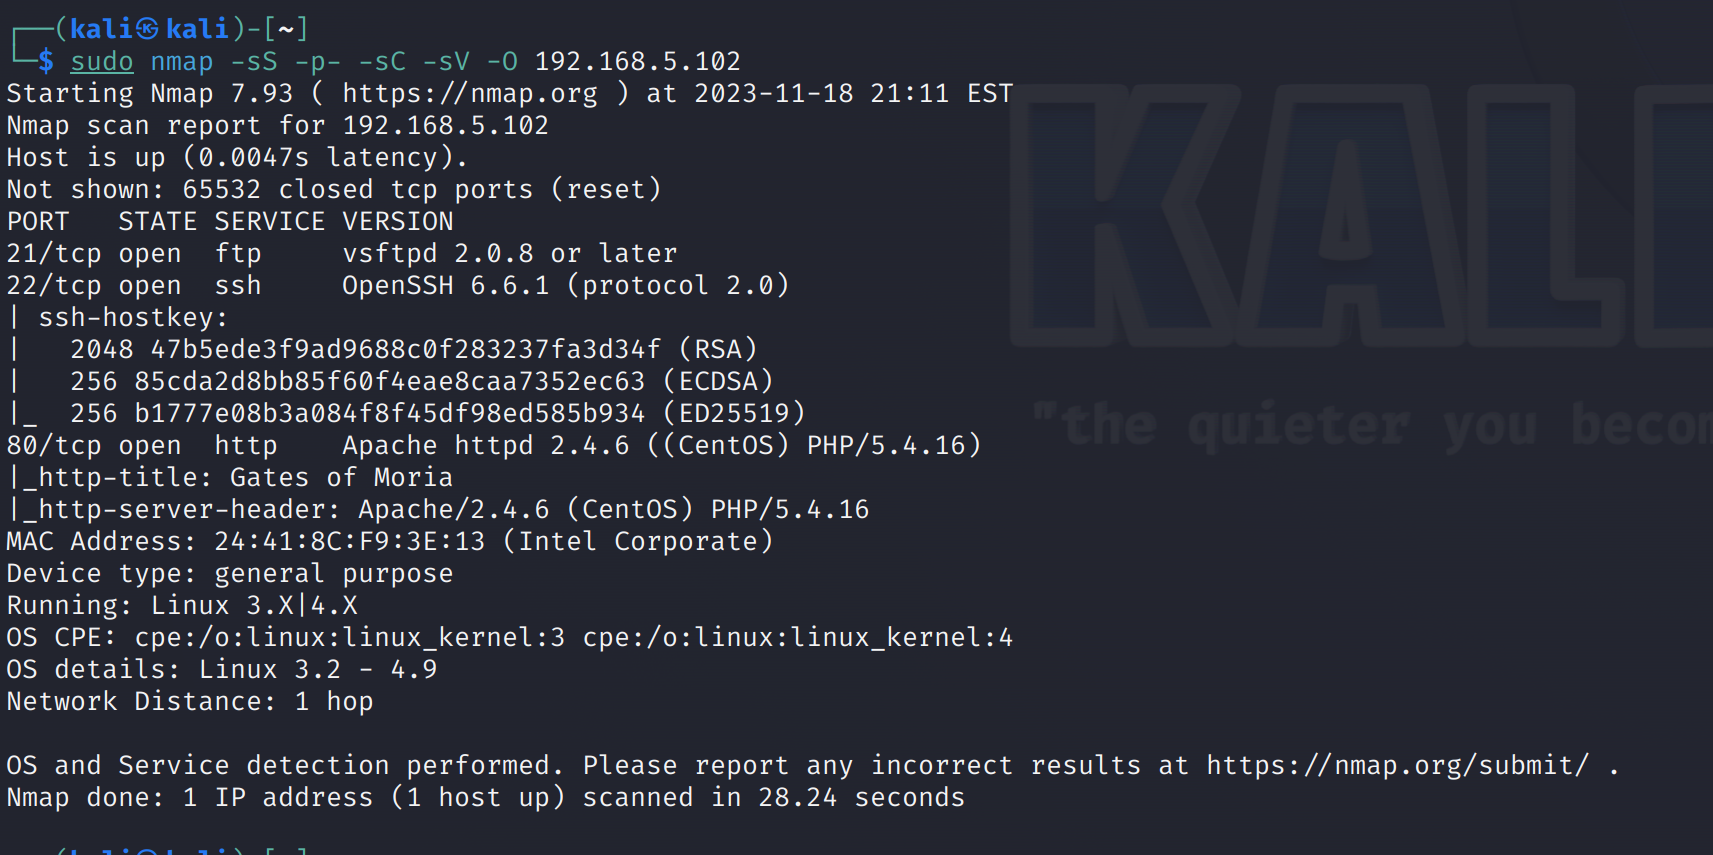 ┌──(kali㉿kali)-[~]
└─$ sudo nmap -sS -p- -sC -sV -O 192.168.5.102
Starting Nmap 7.93 ( https://nmap.org ) at 2023-11-18 21:11 EST
Nmap scan report for 192.168.5.102
Host is up (0.0047s latency).
Not shown: 65532 closed tcp ports (reset)
PORT   STATE SERVICE VERSION
21/tcp open  ftp     vsftpd 2.0.8 or later
22/tcp open  ssh     OpenSSH 6.6.1 (protocol 2.0)
| ssh-hostkey:
|   2048 47b5ede3f9ad9688c0f283237fa3d34f (RSA)
|   256 85cda2d8bb85f60f4eae8caa7352ec63 (ECDSA)
|_  256 b1777e08b3a084f8f45df98ed585b934 (ED25519)
80/tcp open  http    Apache httpd 2.4.6 ((CentOS) PHP/5.4.16)
|_http-title: Gates of Moria
|_http-server-header: Apache/2.4.6 (CentOS) PHP/5.4.16
MAC Address: 24:41:8C:F9:3E:13 (Intel Corporate)
Device type: general purpose
Running: Linux 3.X|4.X
OS CPE: cpe:/o:linux:linux_kernel:3 cpe:/o:linux:linux_kernel:4
OS details: Linux 3.2 - 4.9
Network Distance: 1 hop
OS and Service detection performed. Please report any incorrect results at https://nmap.org/submit/ .
Nmap done: 1 IP address (1 host up) scanned in 28.24 seconds
KALI
"the quieter you becom